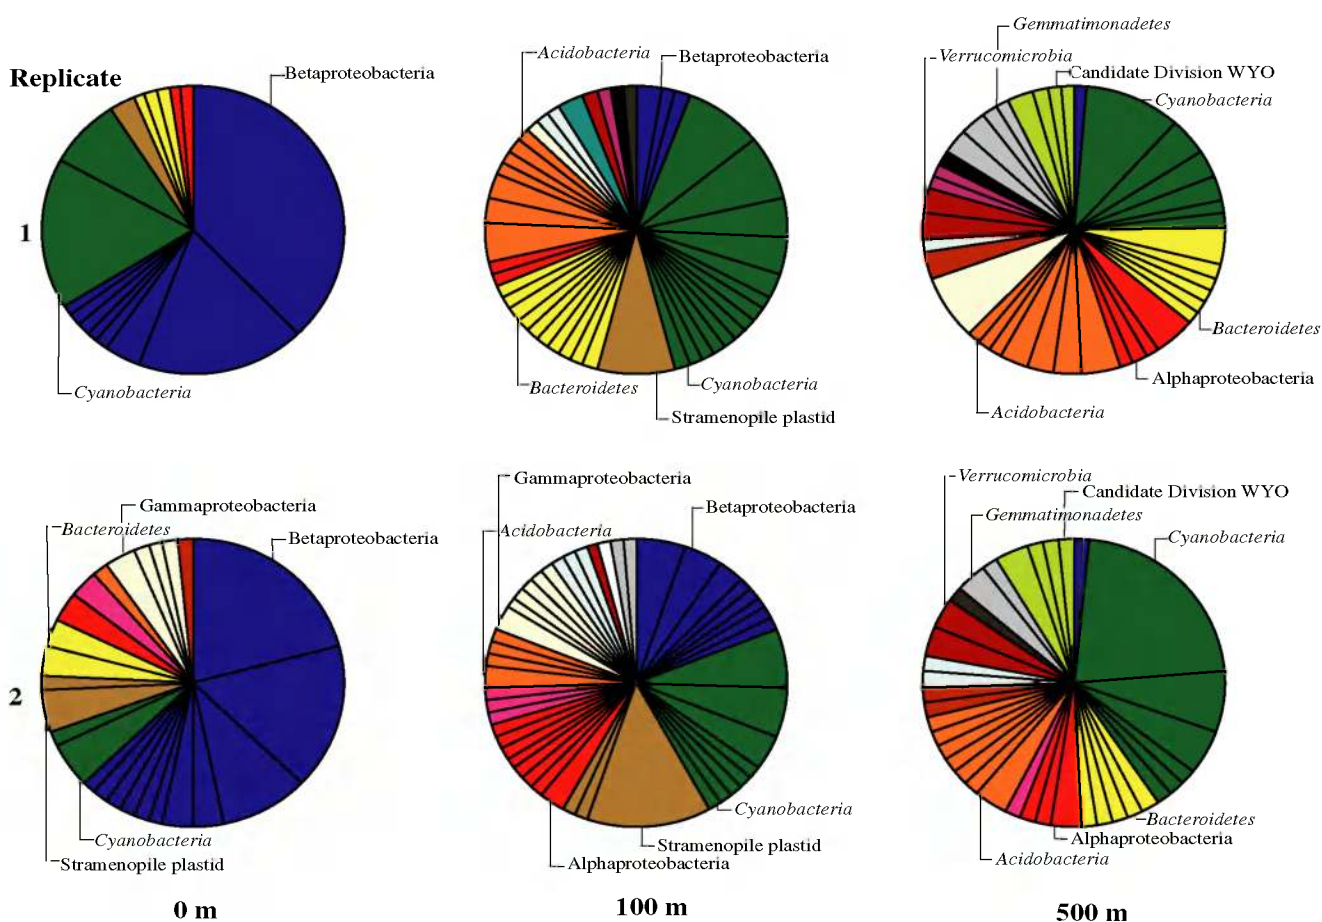 Replicate
1
Betaproteobacteria
Cyanobacteria
Acidobacteria
Betaproteobacteria
Bacteroidetes
Cyanobacteria
Stramenopile plastid
Gemmatimonadetes
Verrucomicrobia
Candidate Division WYO
Cyanobacteria
Bacteroidetes
Alphaproteobacteria
Acidobacteria
2
Gammaproteobacteria
Bacteroidetes
Betaproteobacteria
Cyanobacteria
Stramenopile plastid
Gammaproteobacteria
Betaproteobacteria
Acidobacteria
Cyanobacteria
Stramenopile plastid
Alphaproteobacteria
Verrucomicrobia
Candidate Division WYO
Gemmatimonadetes
Cyanobacteria
Bacteroidetes
Alphaproteobacteria
Acidobacteria
0 m
100 m
500 m